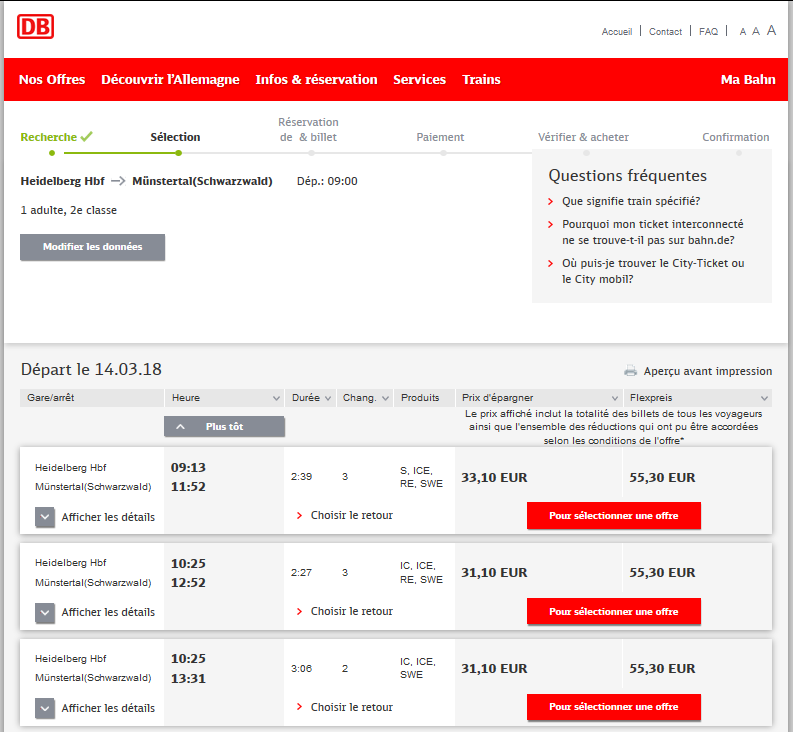 DB
Accueil | Contact | FAQ | A A A
Nos Offres Découvrir l'Allemagne Infos & réservation Services Trains Ma Bahn
Recherche Sélection Réservation de & billet Paiement Vérifier & acheter Confirmation
Heidelberg Hbf Münstertal(Schwarzwald) Dép.: 09:00
1 adulte, 2e classe
Modifier les données
Questions fréquentes
Que signifie train spécifié?
Pourquoi mon ticket interconnecté
ne se trouve-t-il pas sur bahn.de?
Où puis-je trouver le City-Ticket ou
le City mobil?
Départ le 14.03.18
Aperçu avant impression
Gare/arrêt Heure Durée Chang. Produits Prix d'épargner Flexpreis
Plus tôt
Le prix affiché inclut la totalité des billets de tous les voyageurs
ainsi que l'ensemble des réductions qui ont pu être accordées
selon les conditions de l'offre*
Heidelberg Hbf 09:13
Münstertal(Schwarzwald) 11:52
2:39 3 S, ICE,
RE, SWE
33,10 EUR 55,30 EUR
Afficher les détails Choisir le retour Pour sélectionner une offre
Heidelberg Hbf 10:25
Münstertal(Schwarzwald) 12:52
2:27 3 IC, ICE,
RE, SWE
31,10 EUR 55,30 EUR
Afficher les détails Choisir le retour Pour sélectionner une offre
Heidelberg Hbf 10:25
Münstertal(Schwarzwald) 13:31
3:06 2 IC, ICE,
SWE
31,10 EUR 55,30 EUR
Afficher les détails Choisir le retour Pour sélectionner une offre